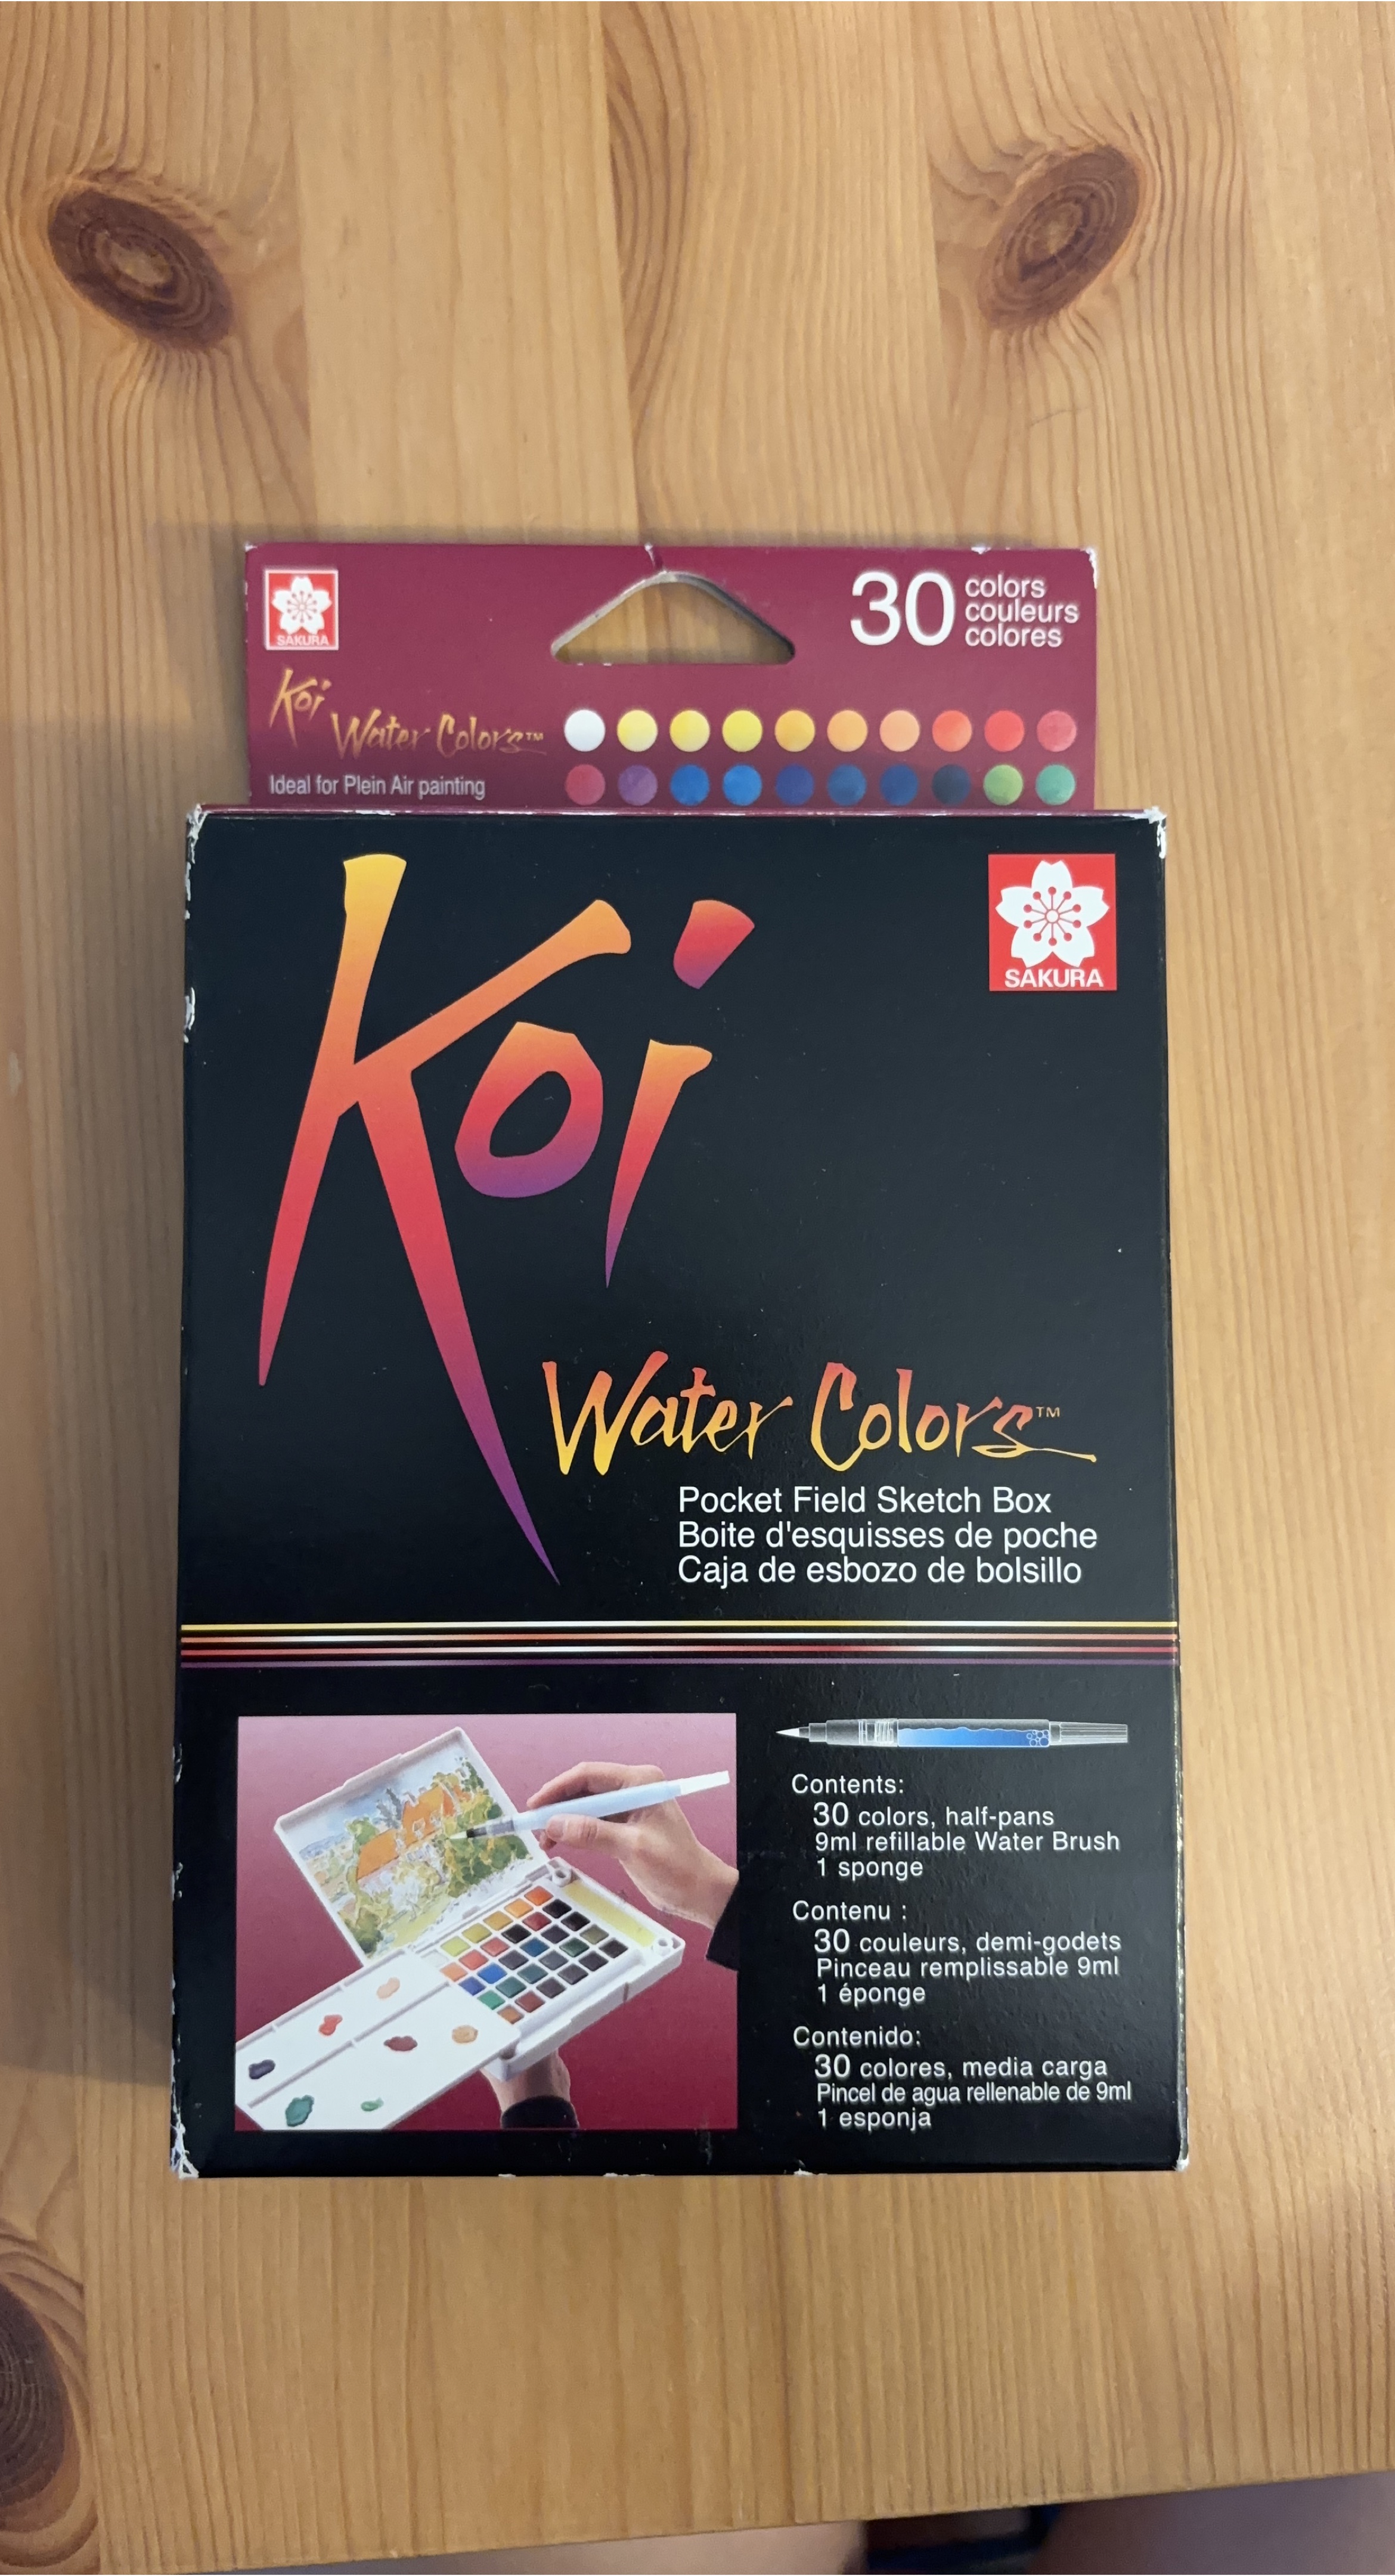 SAKURA
30 colors
couleurs
colores
Koi
Water Colors™
Ideal for Plein Air painting
Koi
SAKURA
Water Colors™
Pocket Field Sketch Box
Boite d'esquisses de poche
Caja de esbozo de bolsillo
Contents:
30 colors, half-pans
9ml refillable Water Brush
1 sponge
Contenu :
30 couleurs, demi-godets
Pinceau remplissable 9ml
1 éponge
Contenido:
30 colores, media carga
Pincel de agua rellenable de 9ml
1 esponja